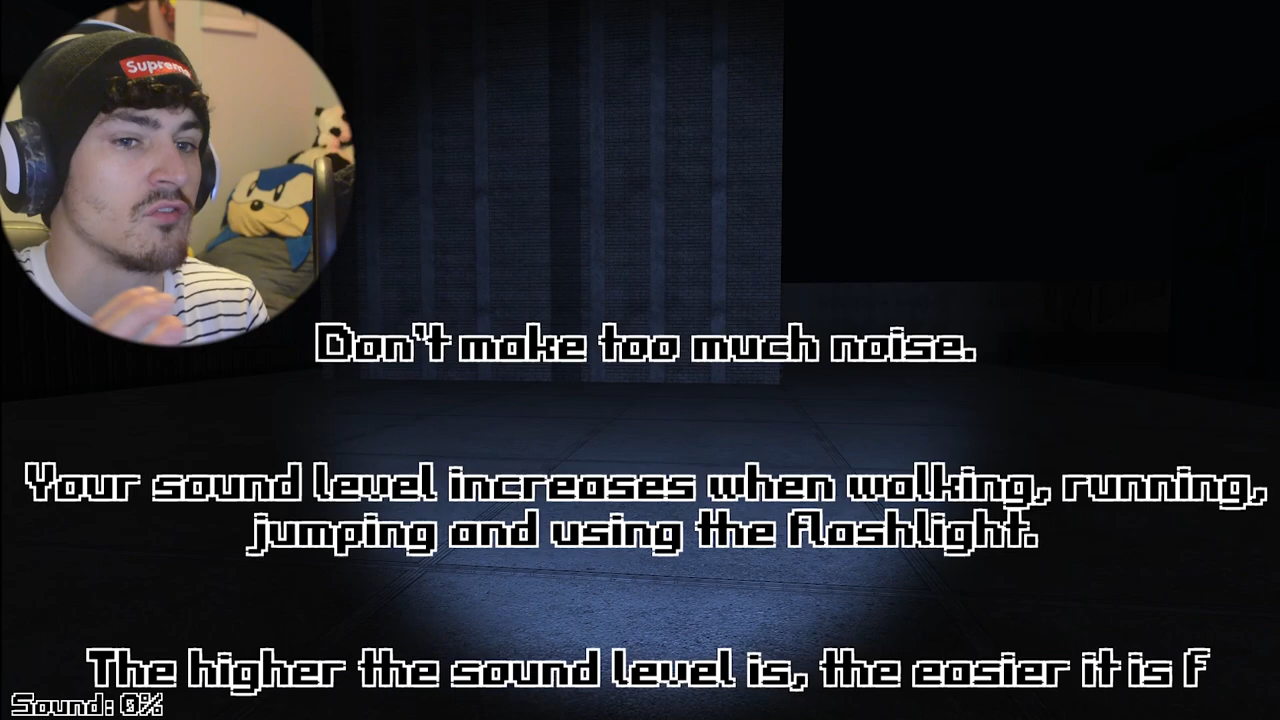 Supreme
Don't make too much noise.
Your sound level increases when walking, running,
jumping and using the flashlight.
The higher the sound level is, the easier it is f
Sound: 0%